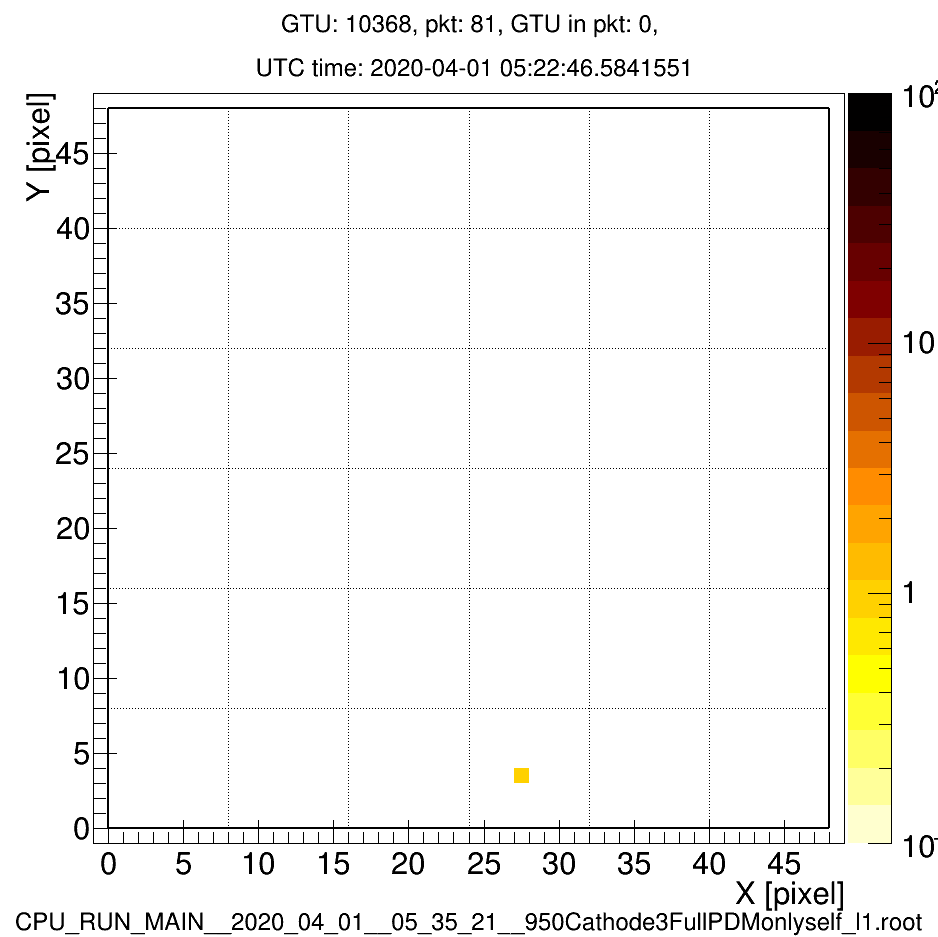 GTU: 10368, pkt: 81, GTU in pkt: 0,
UTC time: 2020-04-01 05:22:46.5841551
Y [pixel]
45
40
35
30
25
20
15
10
5
0
0 5 10 15 20 25 30 35 40 45
X [pixel]
10²
10
1
10⁻
CPU_RUN_MAIN__2020_04_01__05_35_21__950Cathode3FullPDMonlyself_l1.root